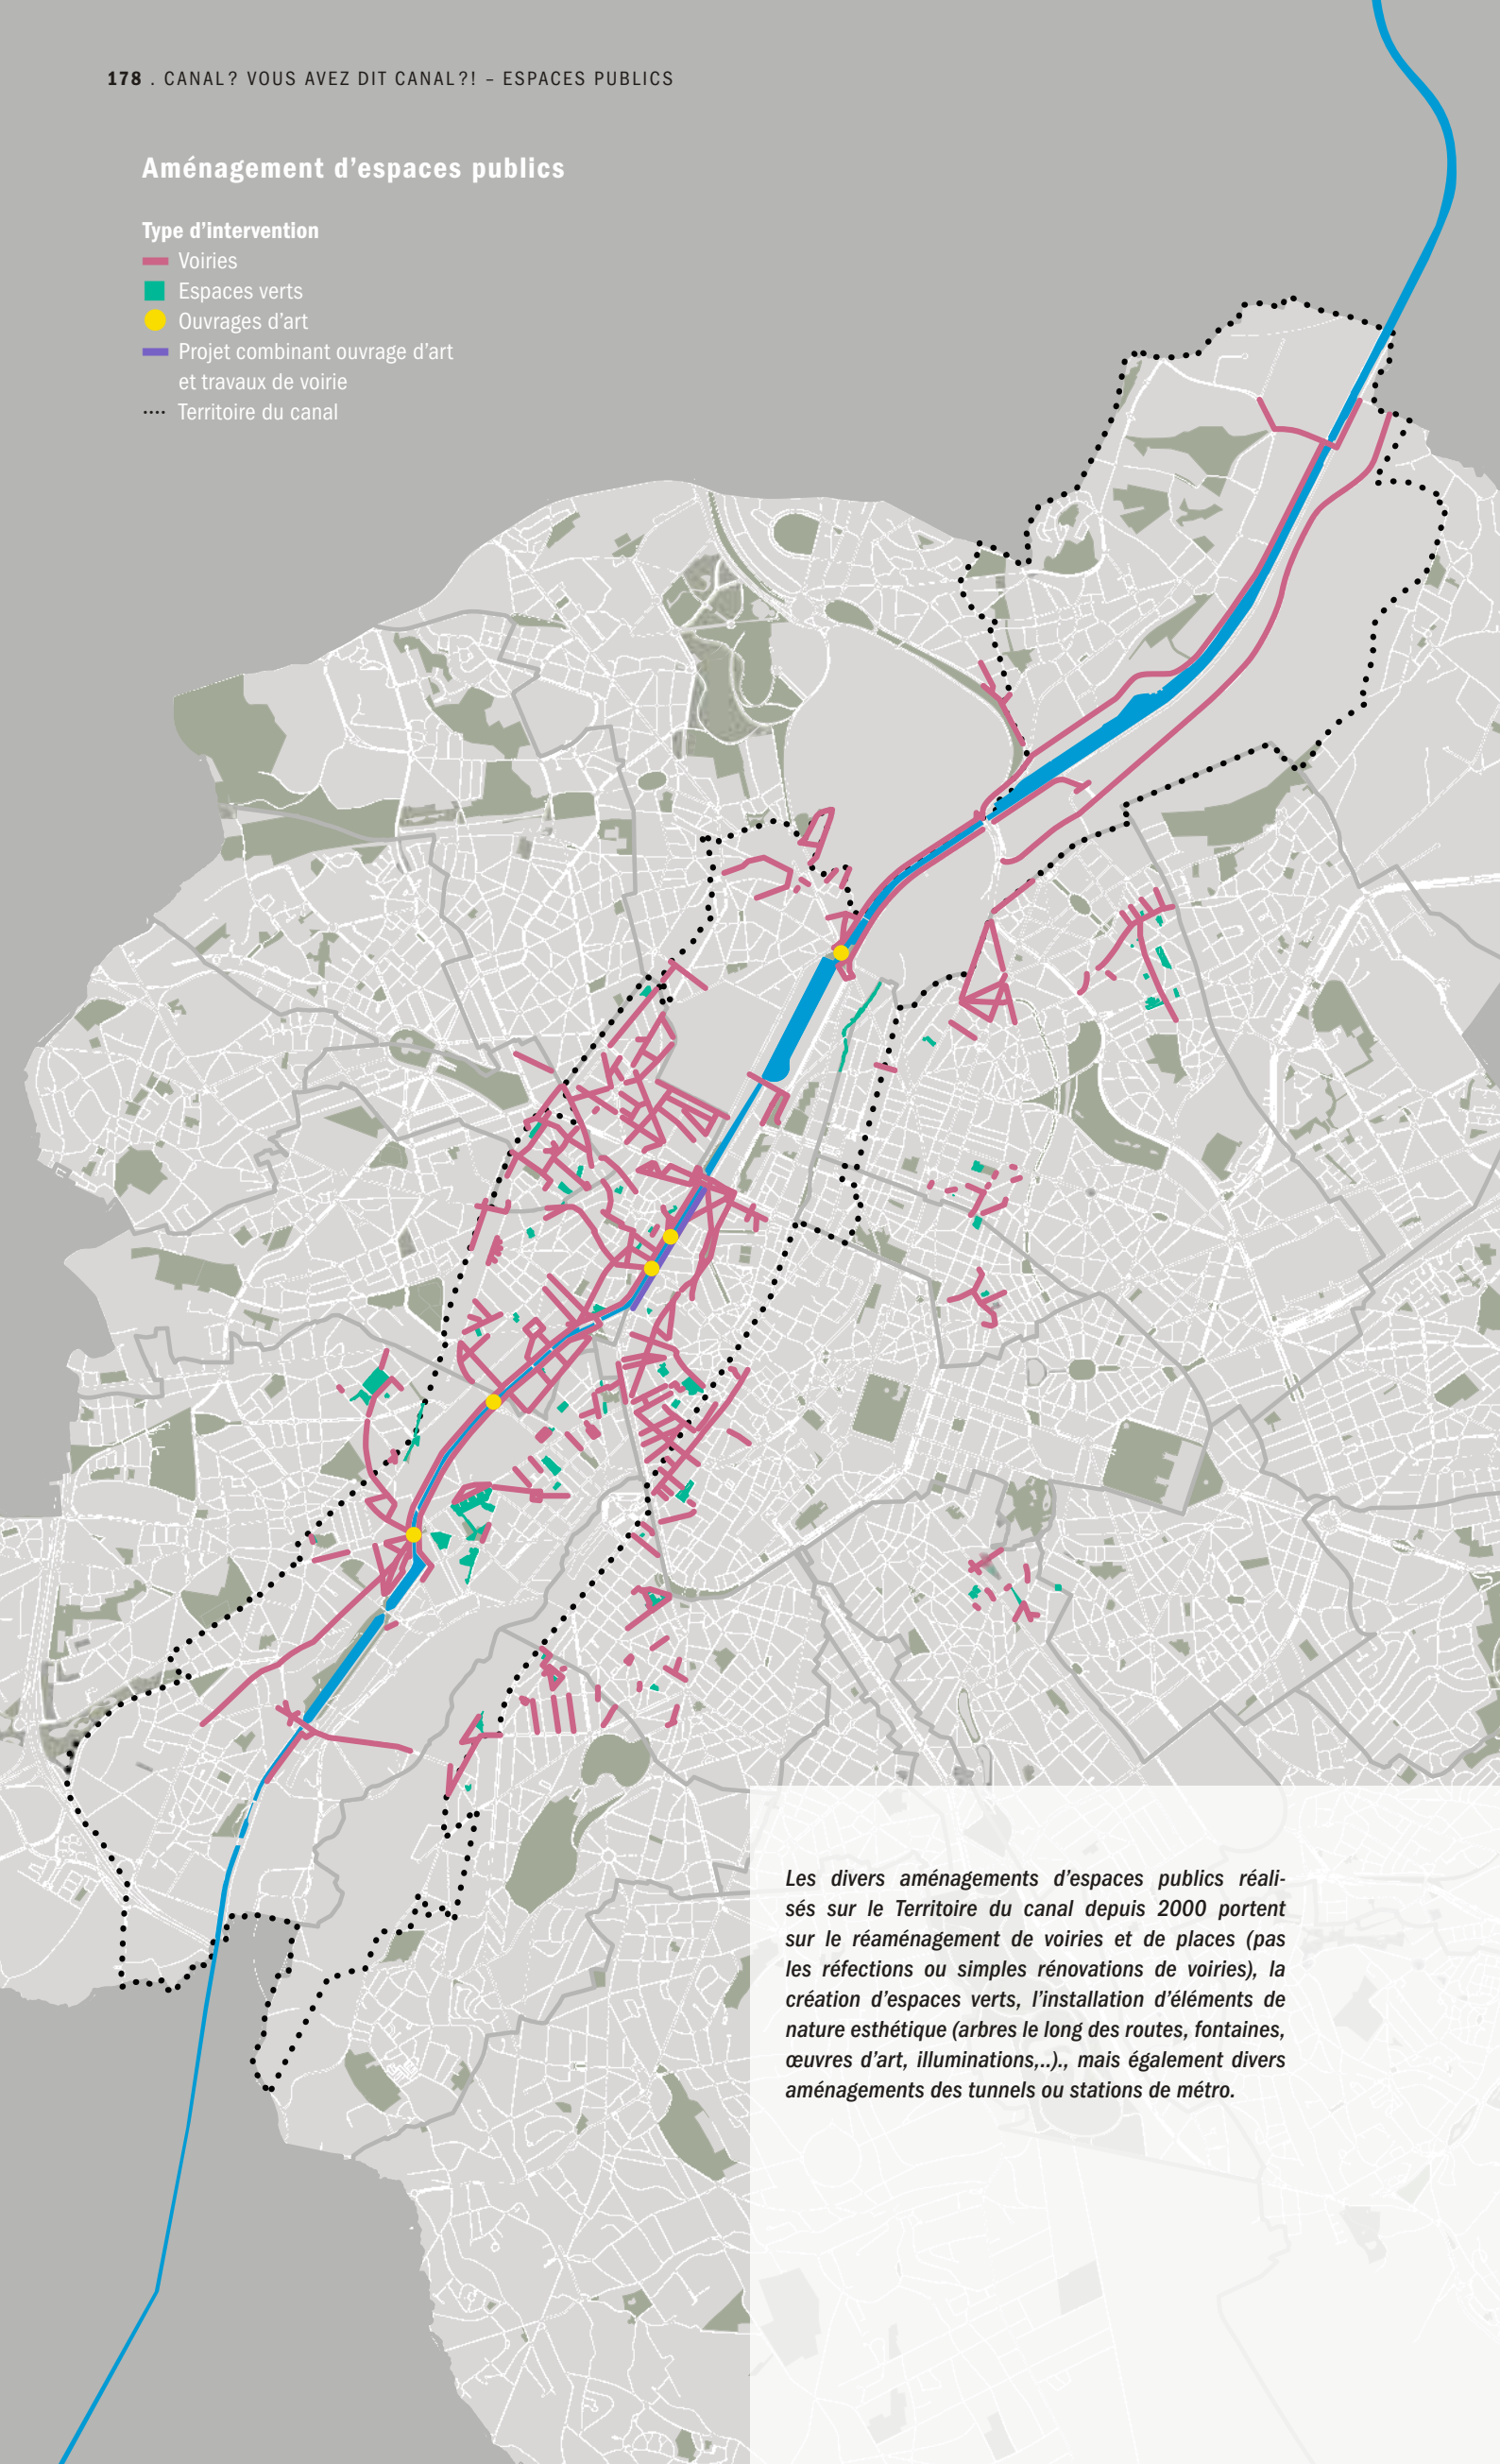 178 . CANAL? VOUS AVEZ DIT CANAL?! – ESPACES PUBLICS
Aménagement d'espaces publics
Type d'intervention
Voiries
Espaces verts
Ouvrages d'art
Projet combinant ouvrage d'art
et travaux de voirie
Territoire du canal
Les divers aménagements d'espaces publics réali-
sés sur le Territoire du canal depuis 2000 portent
sur le réaménagement de voiries et de places (pas
les réfections ou simples rénovations de voiries), la
création d'espaces verts, l'installation d'éléments de
nature esthétique (arbres le long des routes, fontaines,
œuvres d'art, illuminations,..)., mais également divers
aménagements des tunnels ou stations de métro.